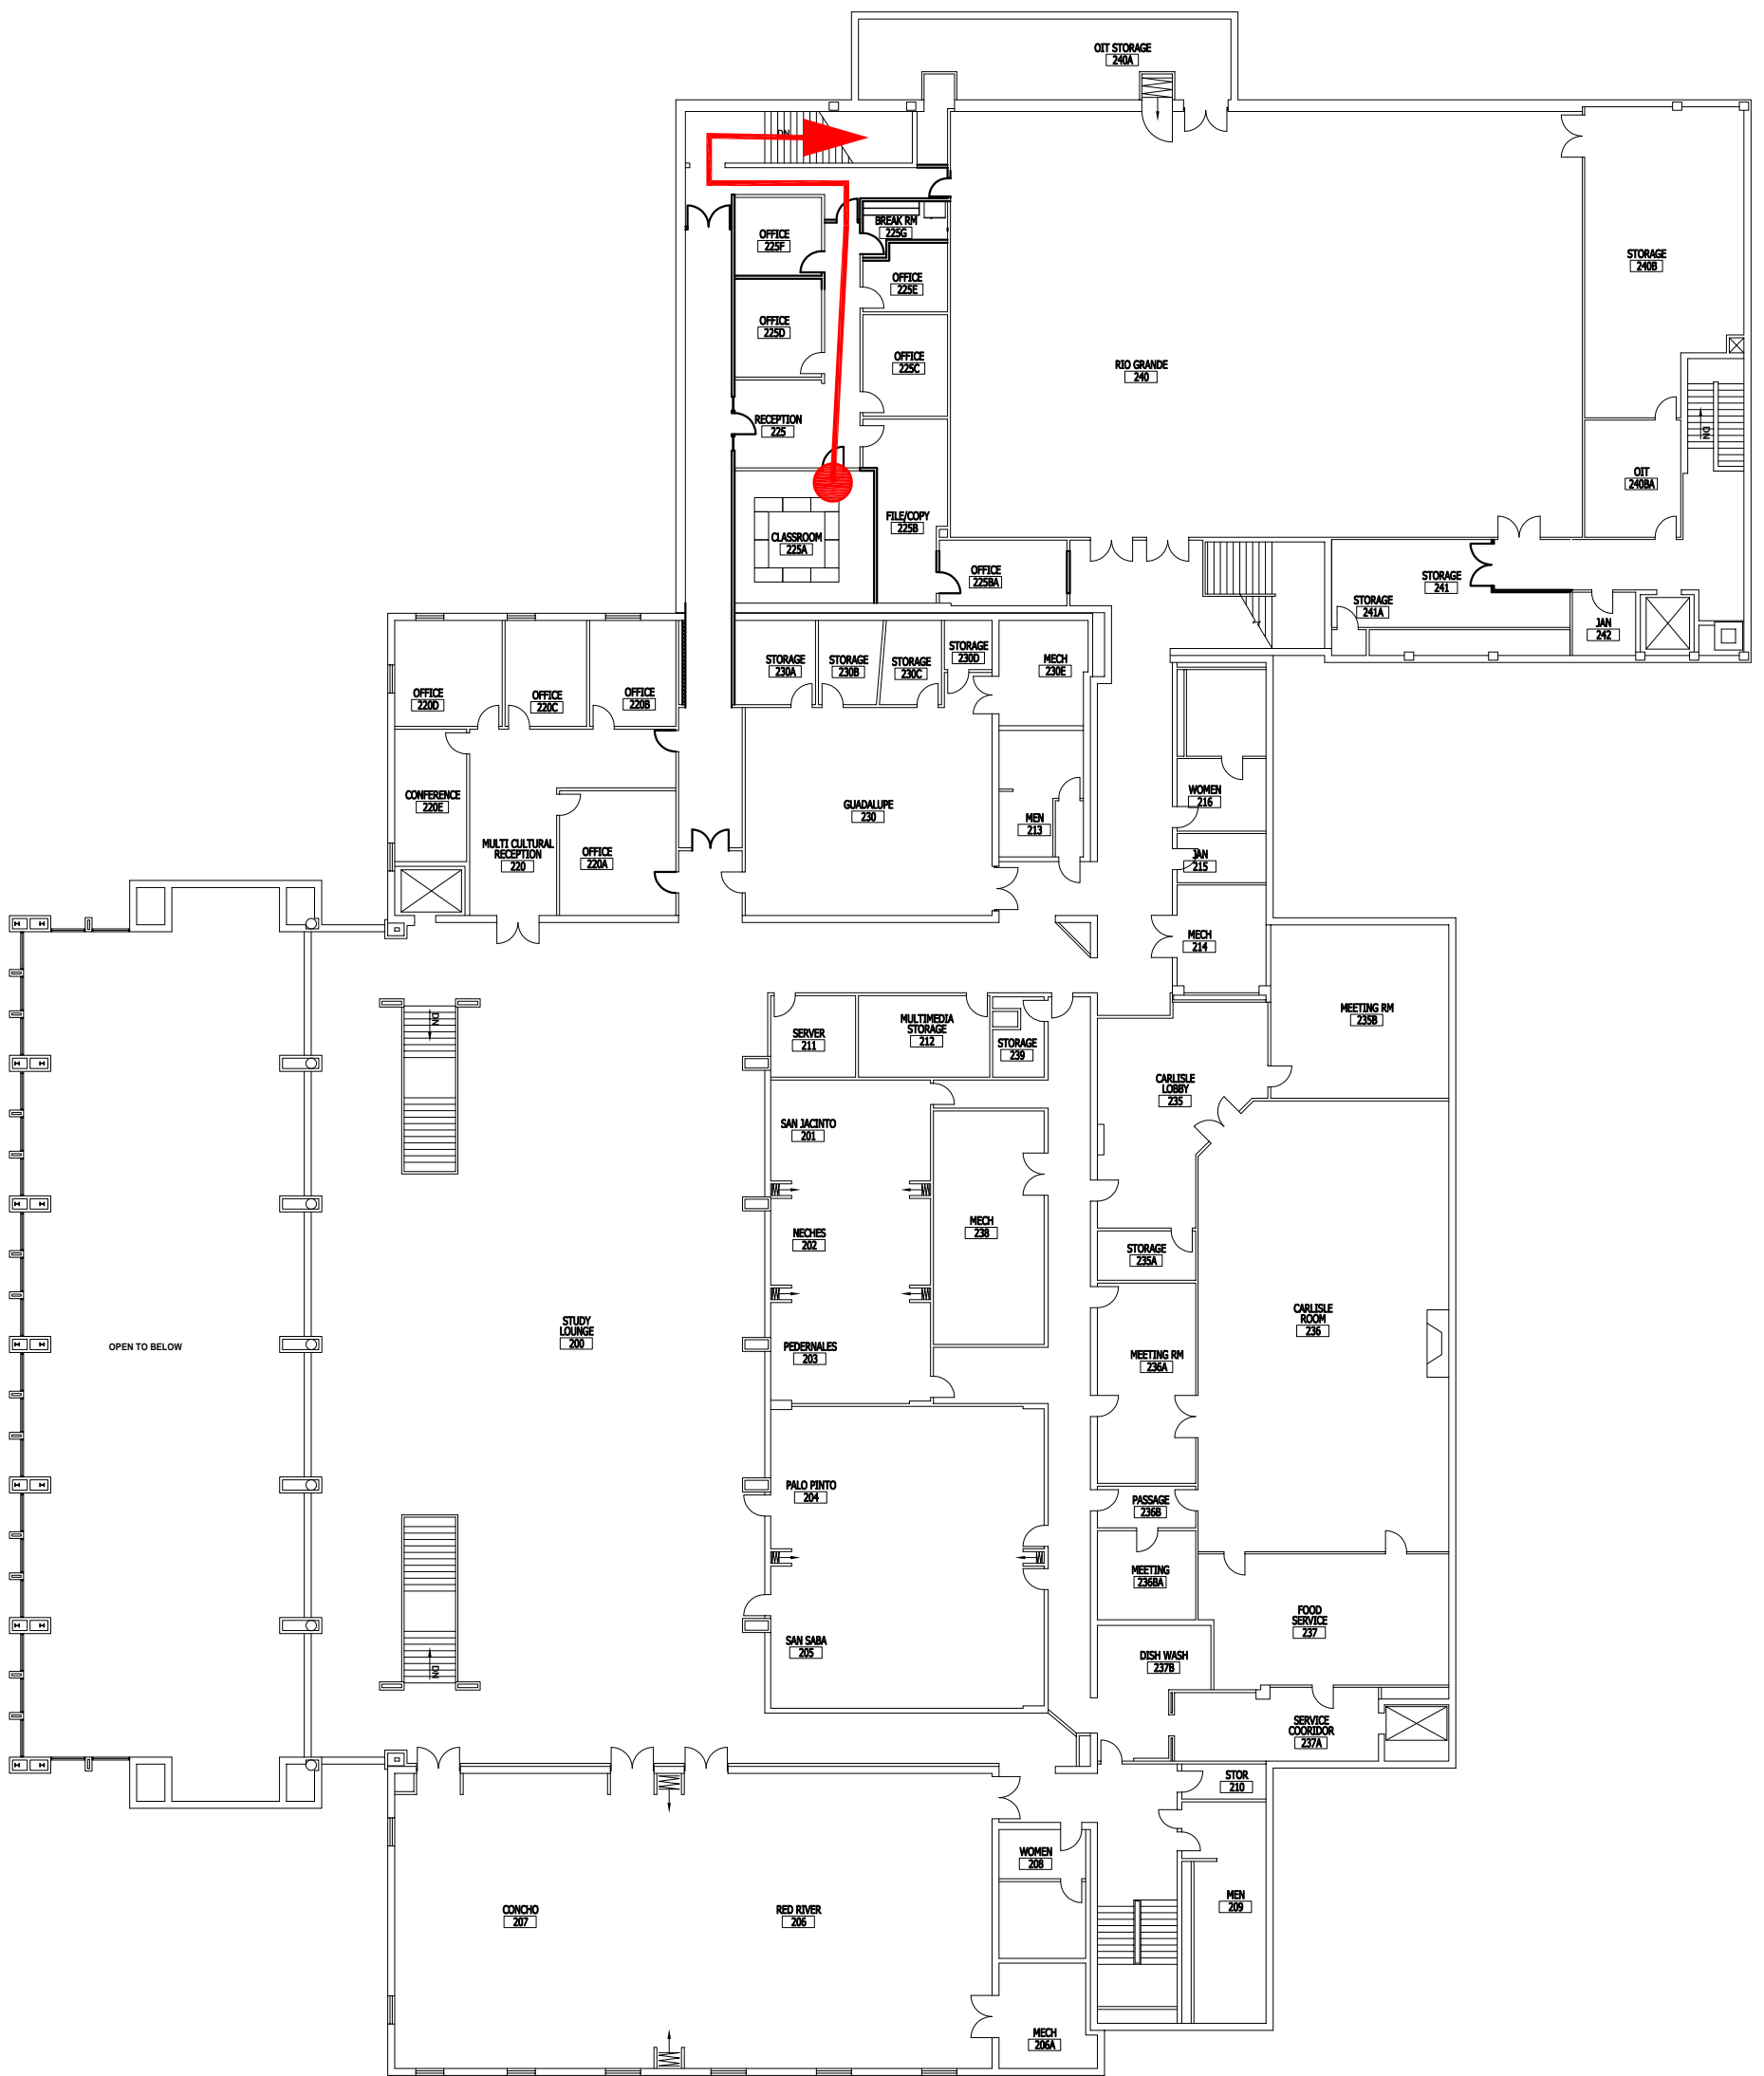 OIT STORAGE
240A
DN
OFFICE
225F
BREAK RM
225G
OFFICE
225E
STORAGE
240B
OFFICE
225D
OFFICE
225C
RIO GRANDE
240
RECEPTION
225
DN
OIT
240BA
FILE/COPY
225B
CLASSROOM
225A
OFFICE
225BA
STORAGE
241
STORAGE
241A
JAN
242
STORAGE
230A
STORAGE
230B
STORAGE
230C
STORAGE
230D
MECH
230E
OFFICE
220D
OFFICE
220C
OFFICE
220B
CONFERENCE
220E
GUADALUPE
230
WOMEN
216
MEN
213
MULTI CULTURAL
RECEPTION
220
OFFICE
220A
JAN
215
MECH
214
MEETING RM
235B
DN
SERVER
211
MULTIMEDIA
STORAGE
212
STORAGE
239
CARLISLE
LOBBY
235
SAN JACINTO
201
NECHES
202
MECH
238
STORAGE
235A
STUDY
LOUNGE
200
OPEN TO BELOW
PEDERNALES
203
MEETING RM
236A
CARLISLE
ROOM
236
PALO PINTO
204
PASSAGE
236B
MEETING
236BA
FOOD
SERVICE
237
SAN SABA
205
DISH WASH
237B
DN
SERVICE
COORIDOR
237A
STOR
210
WOMEN
208
MEN
209
CONCHO
207
RED RIVER
206
MECH
206A